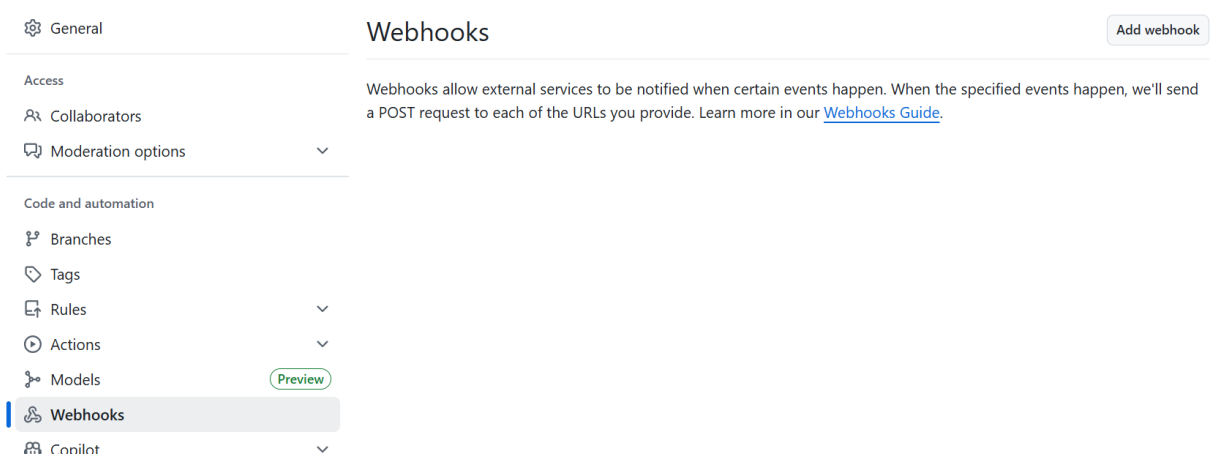 General
Access
Collaborators
Moderation options
Code and automation
Branches
Tags
Rules
Actions
Models
Preview
Webhooks
Copilot
Webhooks
Add webhook
Webhooks allow external services to be notified when certain events happen. When the specified events happen, we'll send
a POST request to each of the URLs you provide. Learn more in our Webhooks Guide.